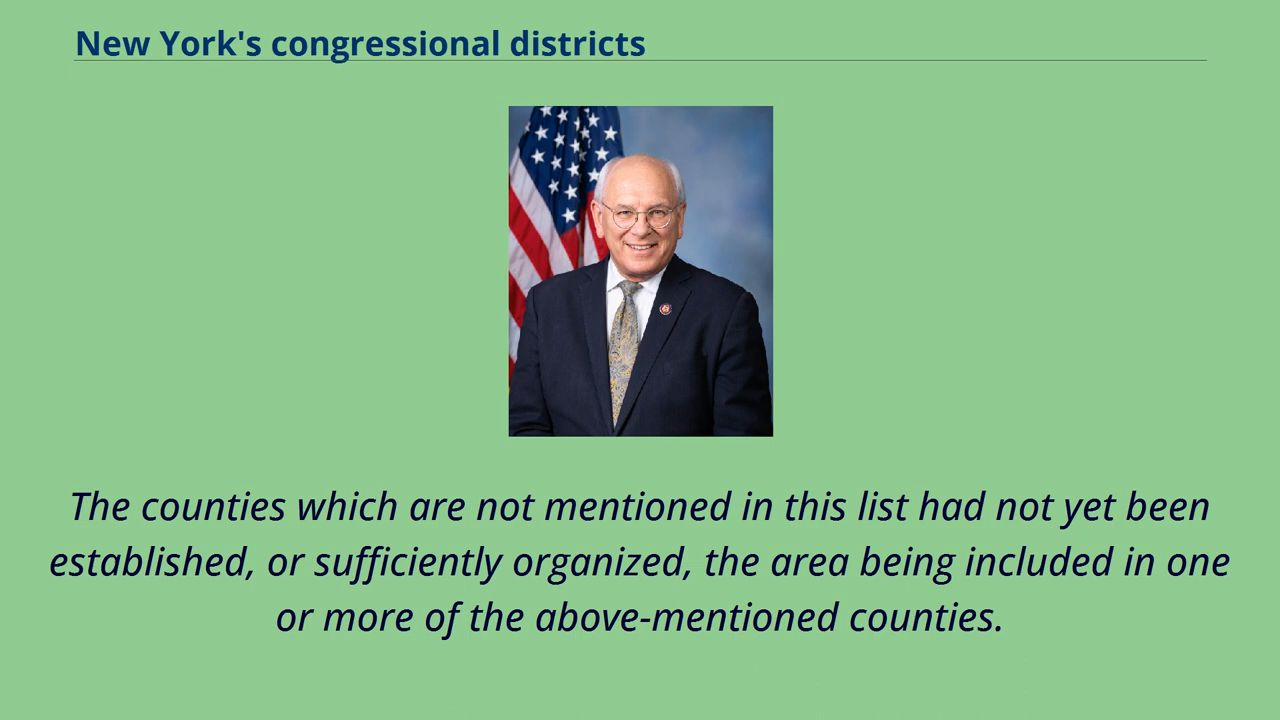 New York's congressional districts
The counties which are not mentioned in this list had not yet been
established, or sufficiently organized, the area being included in one
or more of the above-mentioned counties.